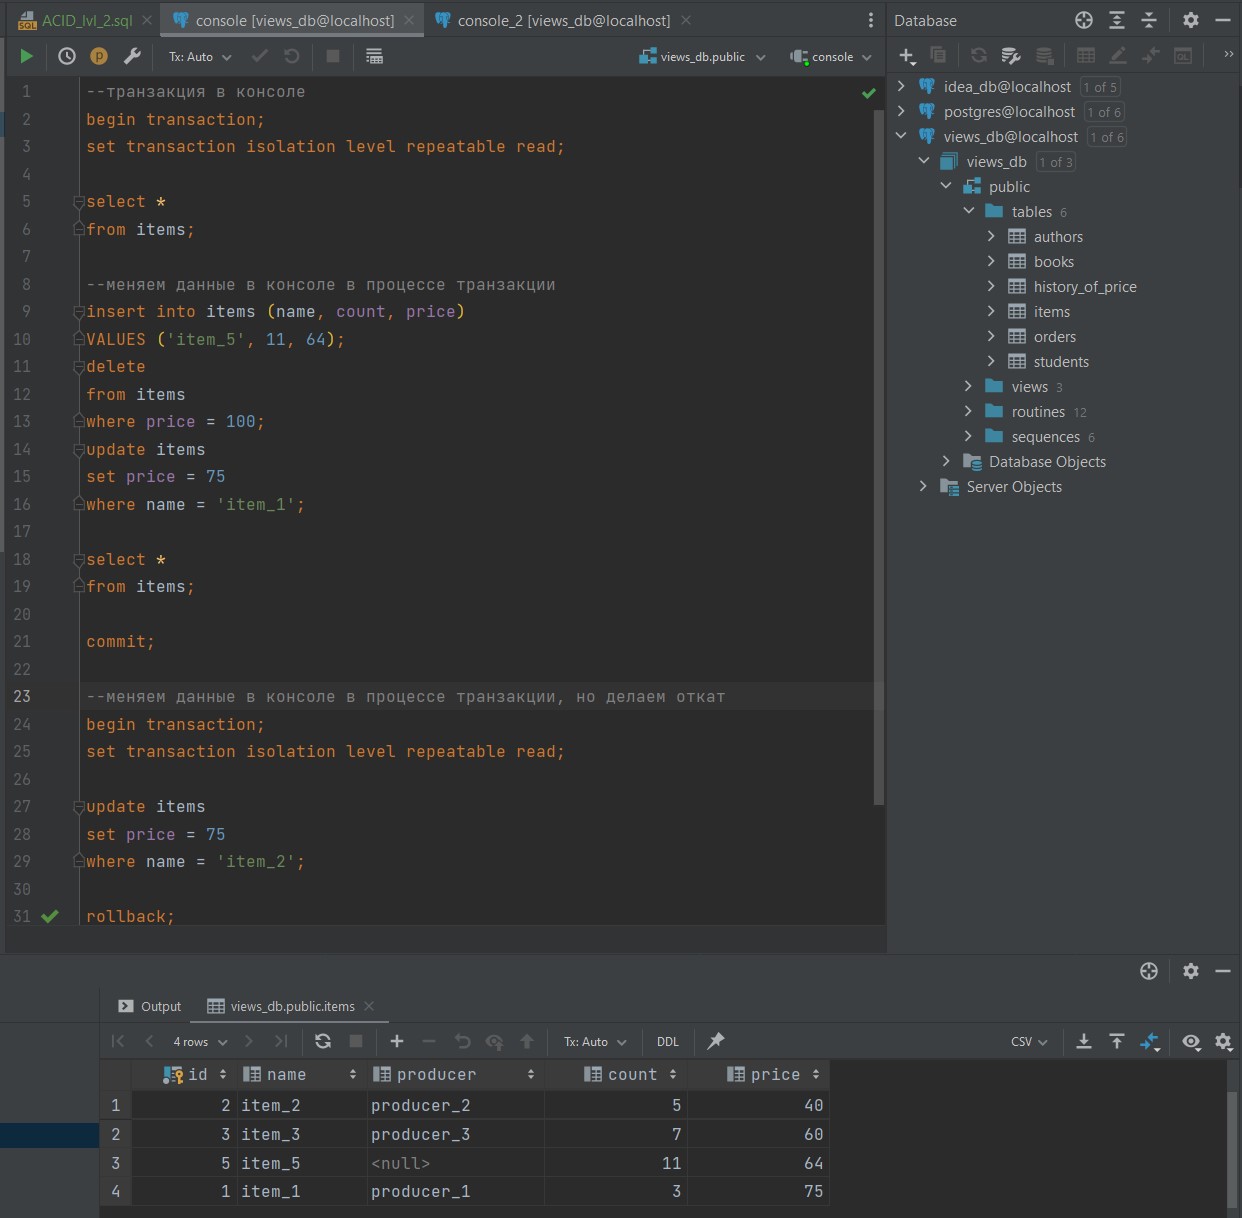 ACID_lvl_2.sql console [views_db@localhost] console_2 [views_db@localhost]
Tx: Auto views_db.public console
1 --транзакция в консоле
2 begin transaction;
3 set transaction isolation level repeatable read;
4
5 select *
6 from items;
7
8 --меняем данные в консоле в процессе транзакции
9 insert into items (name, count, price)
10 VALUES ('item_5', 11, 64);
11 delete
12 from items
13 where price = 100;
14 update items
15 set price = 75
16 where name = 'item_1';
17
18 select *
19 from items;
20
21 commit;
22
23 --меняем данные в консоле в процессе транзакции, но делаем откат
24 begin transaction;
25 set transaction isolation level repeatable read;
26
27 update items
28 set price = 75
29 where name = 'item_2';
30
31 rollback;
Database
idea_db@localhost 1 of 5
postgres@localhost 1 of 6
views_db@localhost 1 of 6
views_db 1 of 3
public
tables 6
authors
books
history_of_price
items
orders
students
views 3
routines 12
sequences 6
Database Objects
Server Objects
Output views_db.public.items
4 rows Tx: Auto DDL CSV
id name producer count price
1 2 item_2 producer_2 5 40
2 3 item_3 producer_3 7 60
3 5 item_5 <null> 11 64
4 1 item_1 producer_1 3 75